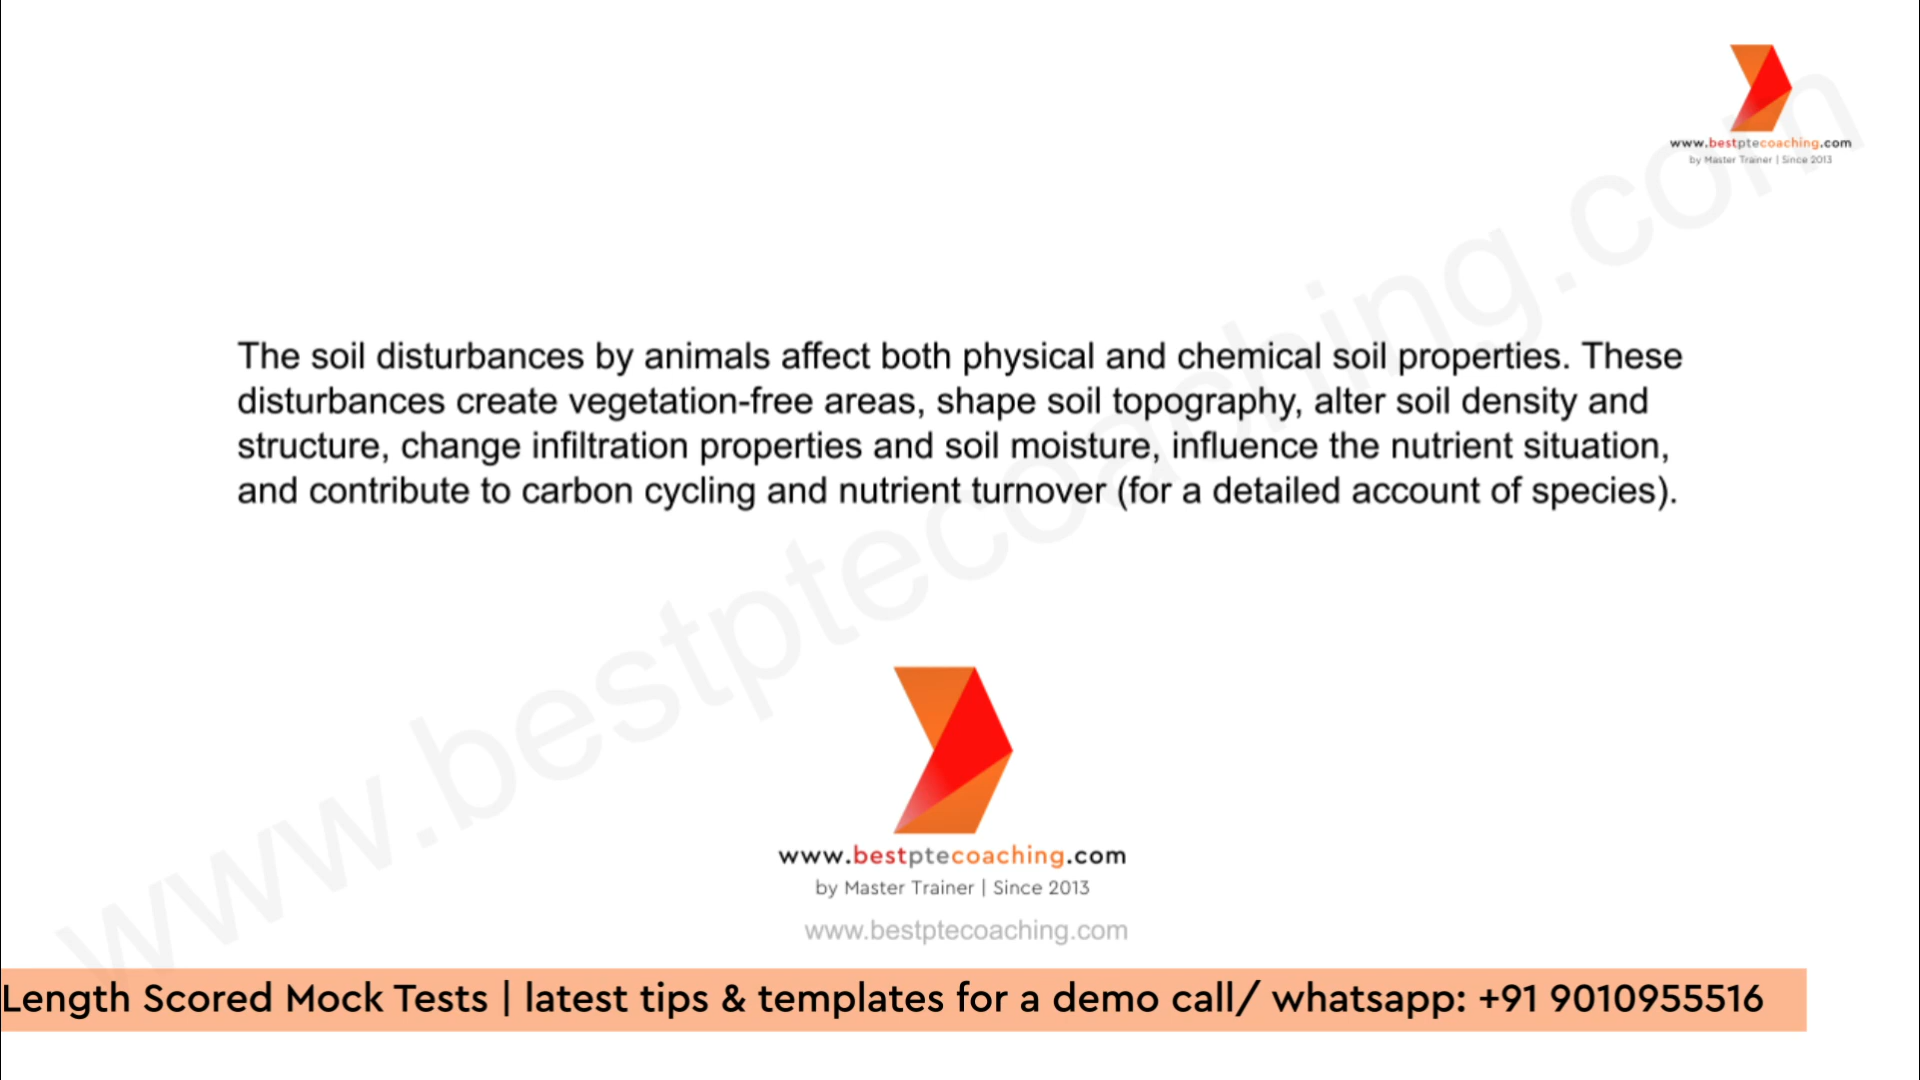 www.bestptecoaching.com
by Master Trainer | Since 2013
The soil disturbances by animals affect both physical and chemical soil properties. These
disturbances create vegetation-free areas, shape soil topography, alter soil density and
structure, change infiltration properties and soil moisture, influence the nutrient situation,
and contribute to carbon cycling and nutrient turnover (for a detailed account of species).
www.bestptecoaching.com
www.bestptecoaching.com
by Master Trainer | Since 2013
www.bestptecoaching.com
Length Scored Mock Tests | latest tips & templates for a demo call/ whatsapp: +91 9010955516